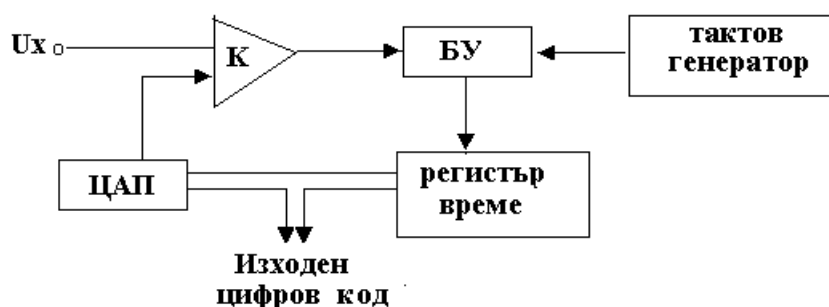 Ux
К
БУ
тактов
генератор
ЦАП
регистър
време
Изходен
цифров код